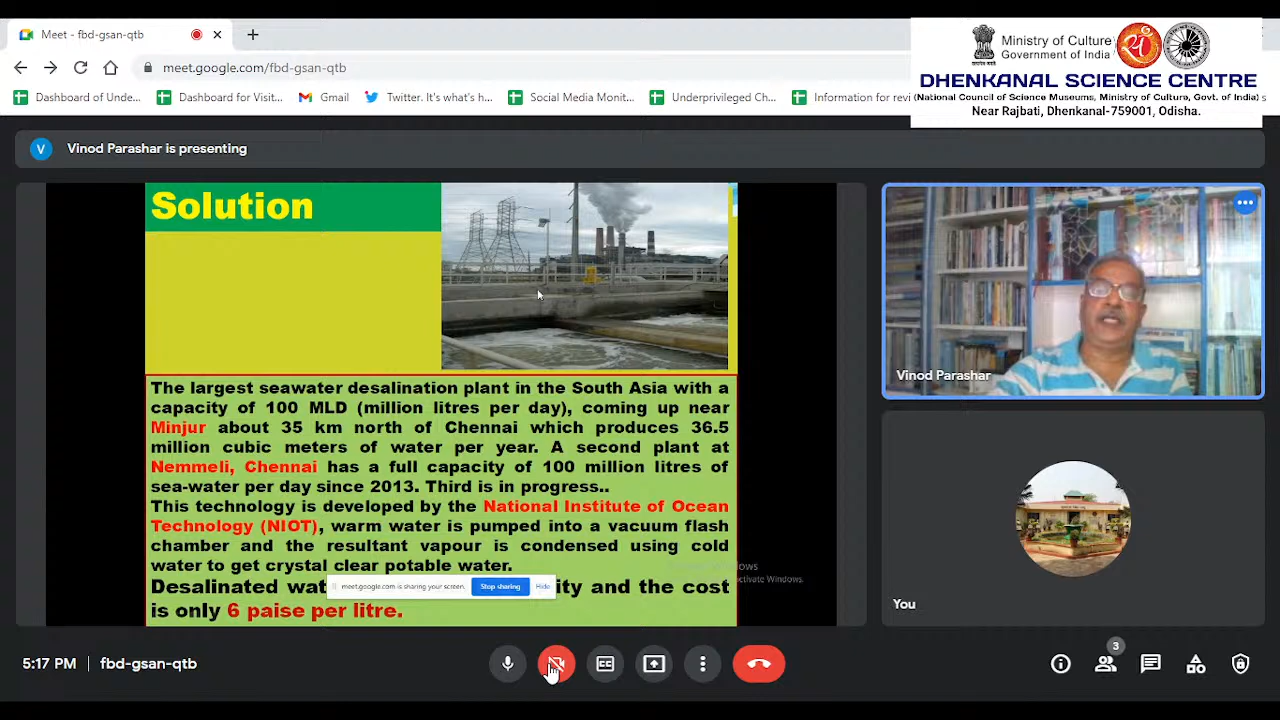 Meet - fbd-gsan-qtb
Ministry of Culture
Government of India
meet.google.com/fbd-gsan-qtb
DHENKANAL SCIENCE CENTRE
(National Council of Science Museums, Ministry of Culture, Govt. of India)
Near Rajbati, Dhenkanal-759001, Odisha.
Dashboard of Unde...
Dashboard for Visit...
Gmail
Twitter. It's what's h...
Social Media Monit...
Underprivileged Ch...
Information for revi
V
Vinod Parashar is presenting
Solution
The largest seawater desalination plant in the South Asia with a
capacity of 100 MLD (million litres per day), coming up near
Minjur about 35 km north of Chennai which produces 36.5
million cubic meters of water per year. A second plant at
Nemmeli, Chennai has a full capacity of 100 million litres of
sea-water per day since 2013. Third is in progress..
This technology is developed by the National Institute of Ocean
Technology (NIOT), warm water is pumped into a vacuum flash
chamber and the resultant vapour is condensed using cold
water to get crystal clear potable water.
Desalinated wat ity and the cost
is only 6 paise per litre.
meet.google.com is sharing your screen.
Stop sharing
Hide
Vinod Parashar
You
5:17 PM
fbd-gsan-qtb
CC
3